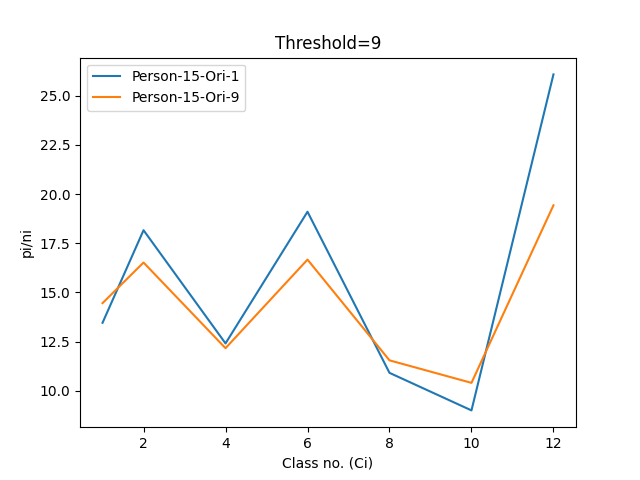 Threshold=9
Person-15-Ori-1
Person-15-Ori-9
pi/ni
25.0
22.5
20.0
17.5
15.0
12.5
10.0
2 4 6 8 10 12
Class no. (Ci)